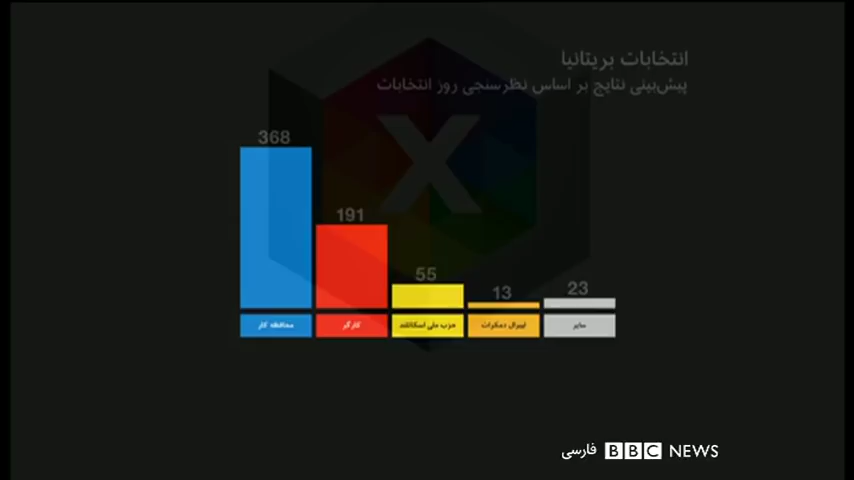 انتخابات بریتانیا
پیش‌بینی نتایج بر اساس نظرسنجی روز انتخابات
X
368
191
55
13
23
محافظه کار
کارگر
حزب ملی اسکاتلند
لیبرال دمکرات
سایر
BBC NEWS فارسی